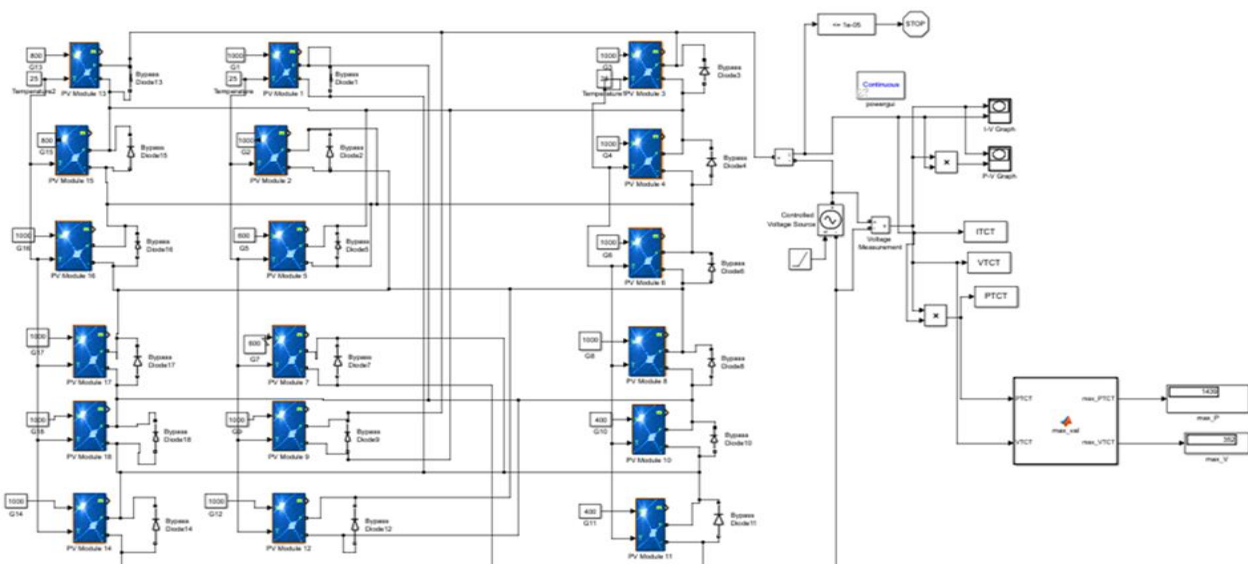 800
G13
25
Temperature2
PV Module 13
Bypass
Diode13
1000
G1
25
Temperature
PV Module 1
Bypass
Diode1
1000
G3
25
Temperature
PV Module 3
Bypass
Diode3
<= 1e-05
STOP
Continuous
powergui
I-V Graph
800
G15
PV Module 15
Bypass
Diode15
1000
G2
PV Module 2
Bypass
Diode2
1000
G4
PV Module 4
Bypass
Diode4
×
P-V Graph
1000
G16
PV Module 16
Bypass
Diode16
600
G5
PV Module 5
Bypass
Diode5
1000
G6
PV Module 6
Bypass
Diode6
Controlled
Voltage Source
Voltage
Measurement
ITCT
VTCT
PTCT
×
1000
G17
PV Module 17
Bypass
Diode17
600
G7
PV Module 7
Bypass
Diode7
1000
G8
PV Module 8
Bypass
Diode8
1000
G18
PV Module 18
Bypass
Diode18
1000
G9
PV Module 9
Bypass
Diode9
400
G10
PV Module 10
Bypass
Diode10
PTCT
VTCT
max_val
max_PTCT
max_VTCT
1439
max_P
352
max_V
1000
G14
PV Module 14
Bypass
Diode14
1000
G12
PV Module 12
Bypass
Diode12
400
G11
PV Module 11
Bypass
Diode11